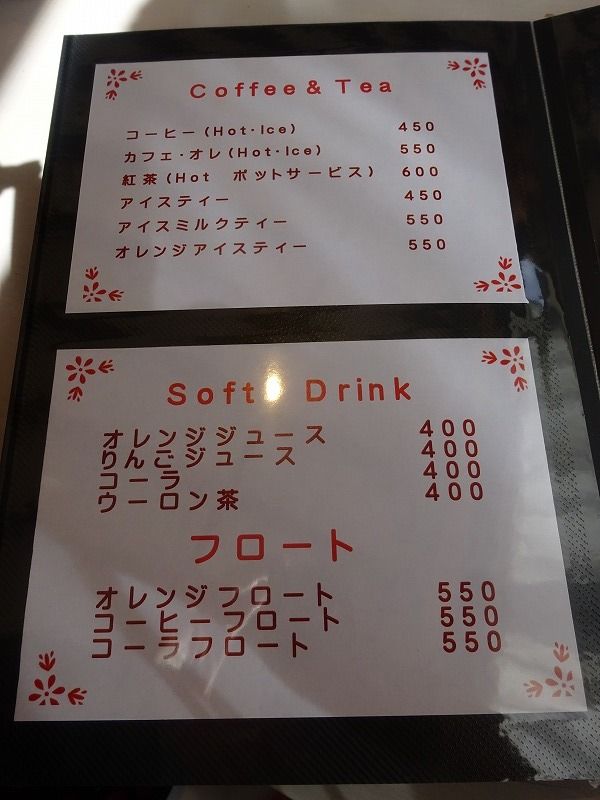 Coffee & Tea
コーヒー(Hot・Ice) 450
カフェ・オレ(Hot・Ice) 550
紅茶(Hot ポットサービス) 600
アイスティー 450
アイスミルクティー 550
オレンジアイスティー 550
Soft Drink
オレンジジュース 400
りんごジュース 400
コーラ 400
ウーロン茶 400
フロート
オレンジフロート 550
コーヒーフロート 550
コーラフロート 550